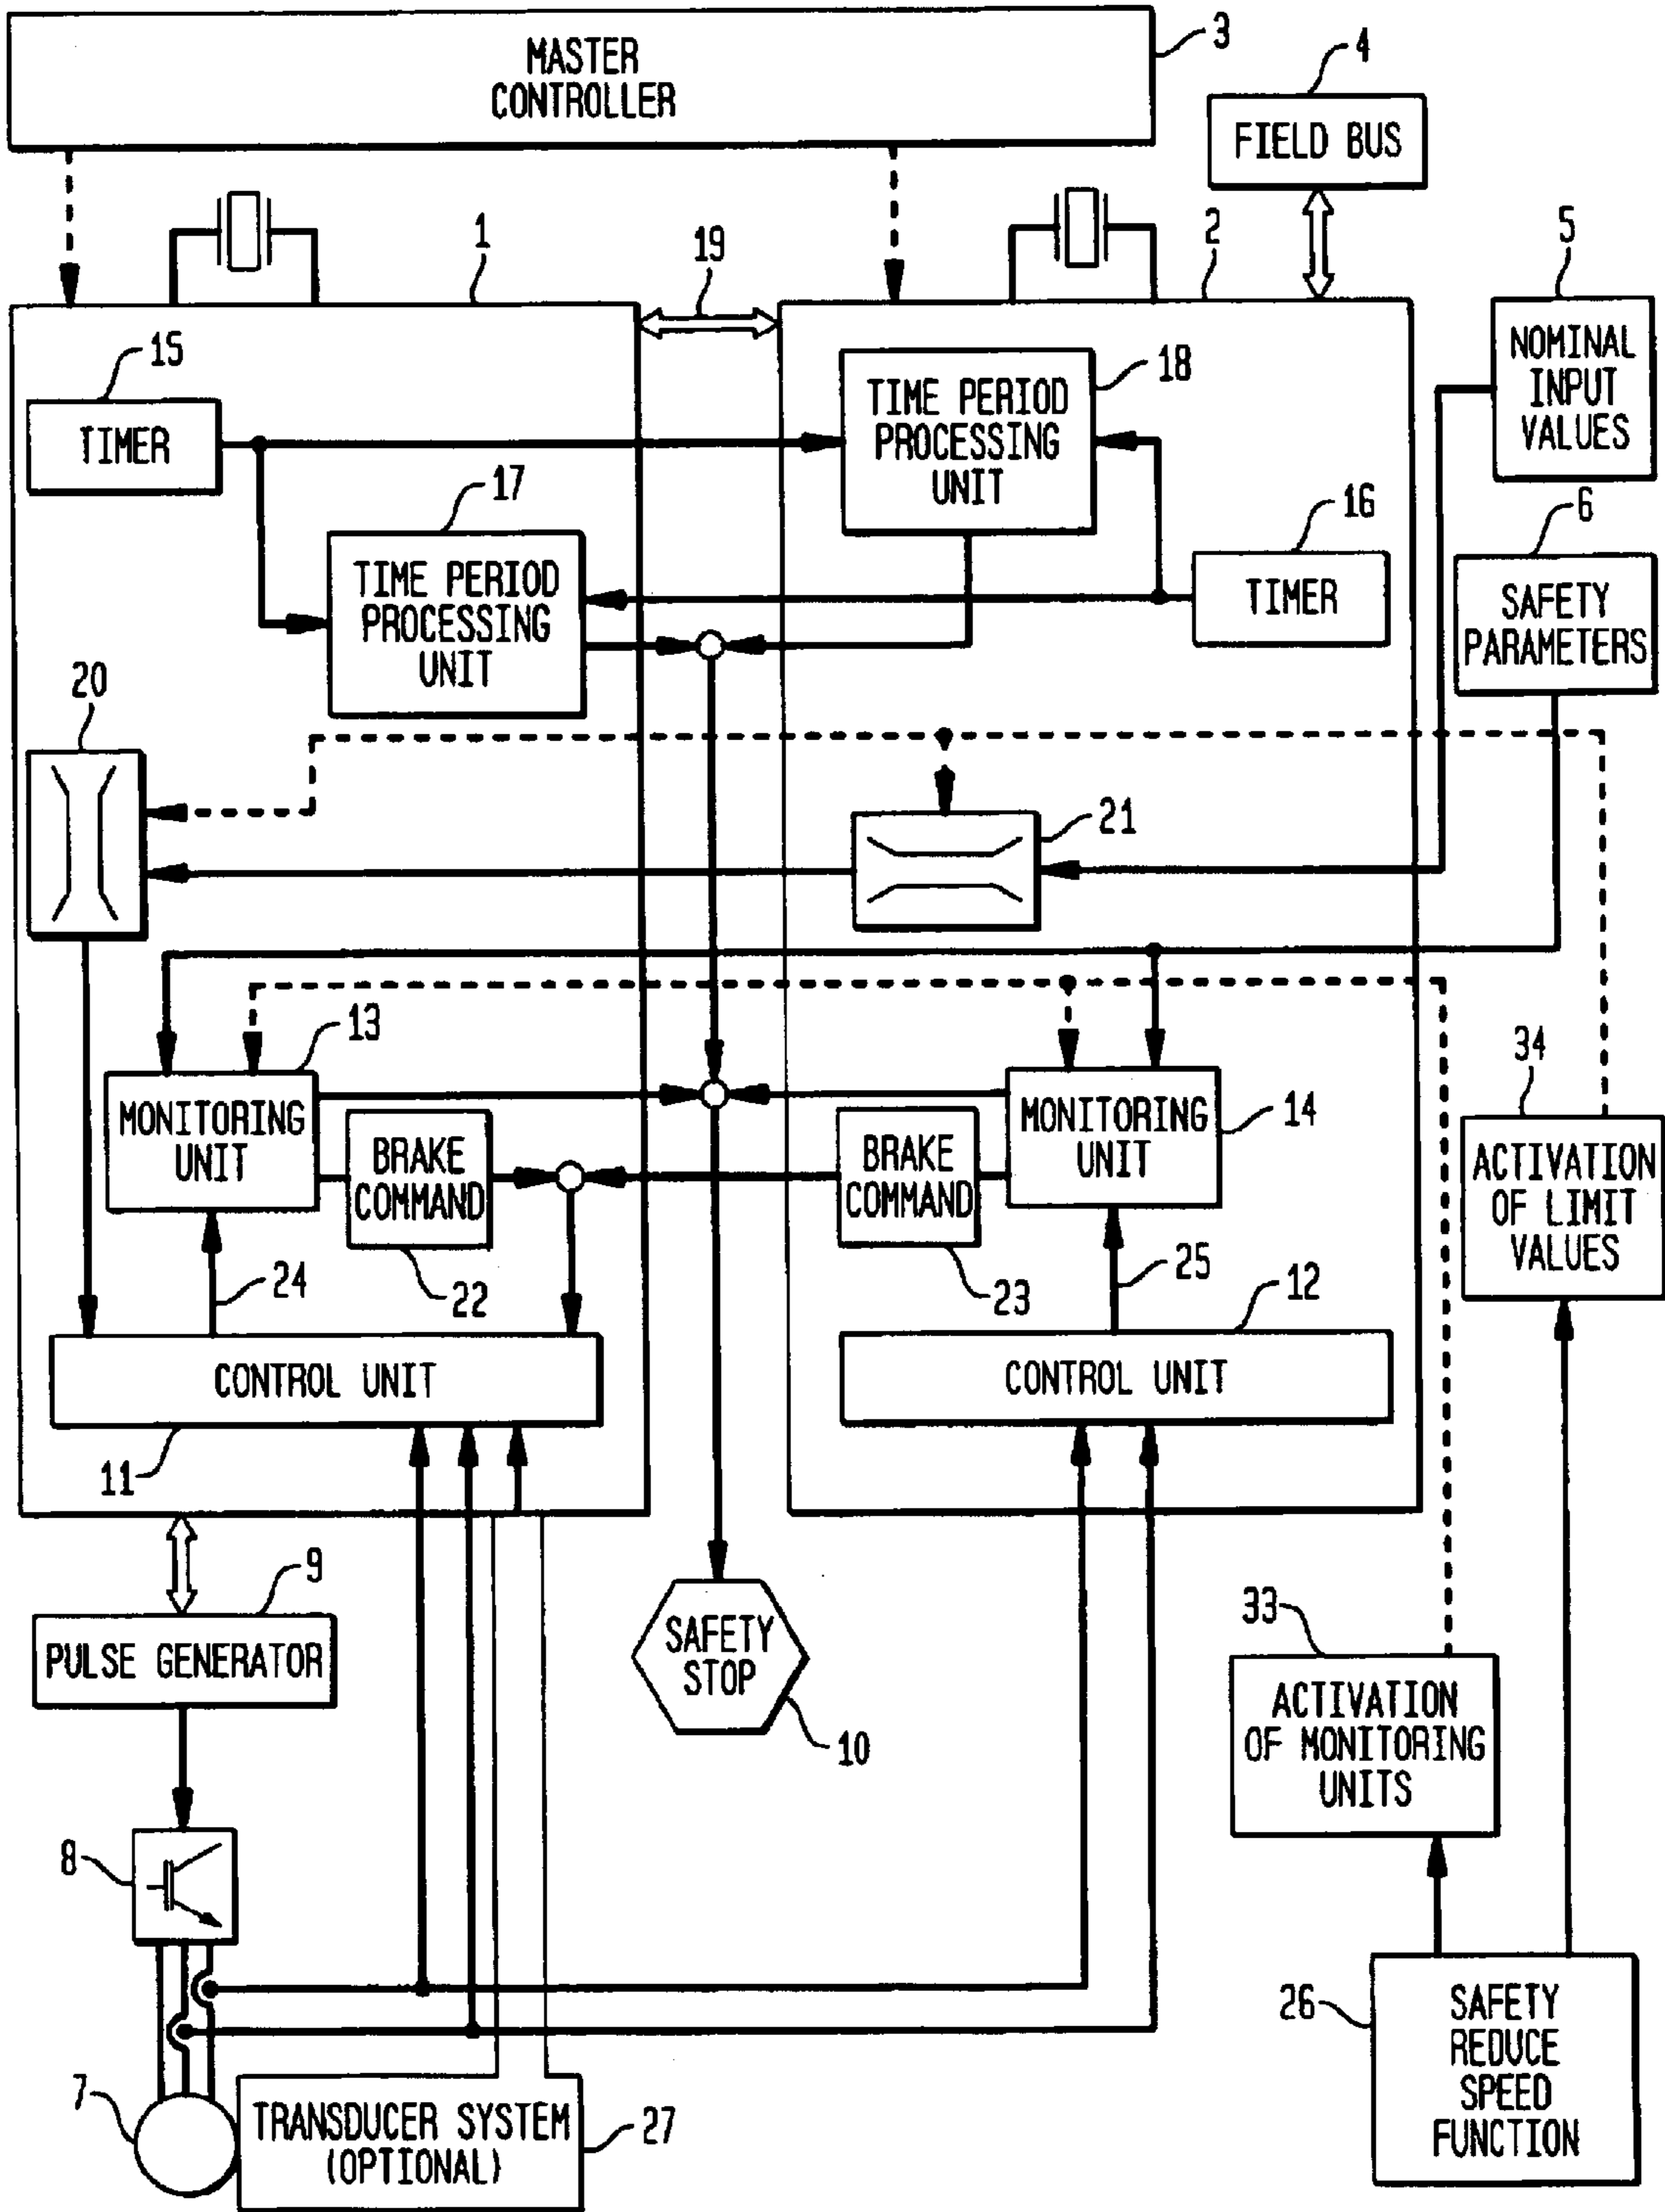 MASTER
CONTROLLER
3
4
FIELD BUS
1
19
2
5
NOMINAL
INPUT
VALUES
15
TIMER
18
TIME PERIOD
PROCESSING
UNIT
17
TIME PERIOD
PROCESSING
UNIT
16
TIMER
6
SAFETY
PARAMETERS
20
21
13
MONITORING
UNIT
BRAKE
COMMAND
22
24
14
MONITORING
UNIT
BRAKE
COMMAND
23
25
34
ACTIVATION
OF LIMIT
VALUES
CONTROL UNIT
11
12
CONTROL UNIT
9
PULSE GENERATOR
SAFETY
STOP
10
33
ACTIVATION
OF MONITORING
UNITS
8
26
SAFETY
REDUCE
SPEED
FUNCTION
7
TRANSDUCER SYSTEM
(OPTIONAL)
27